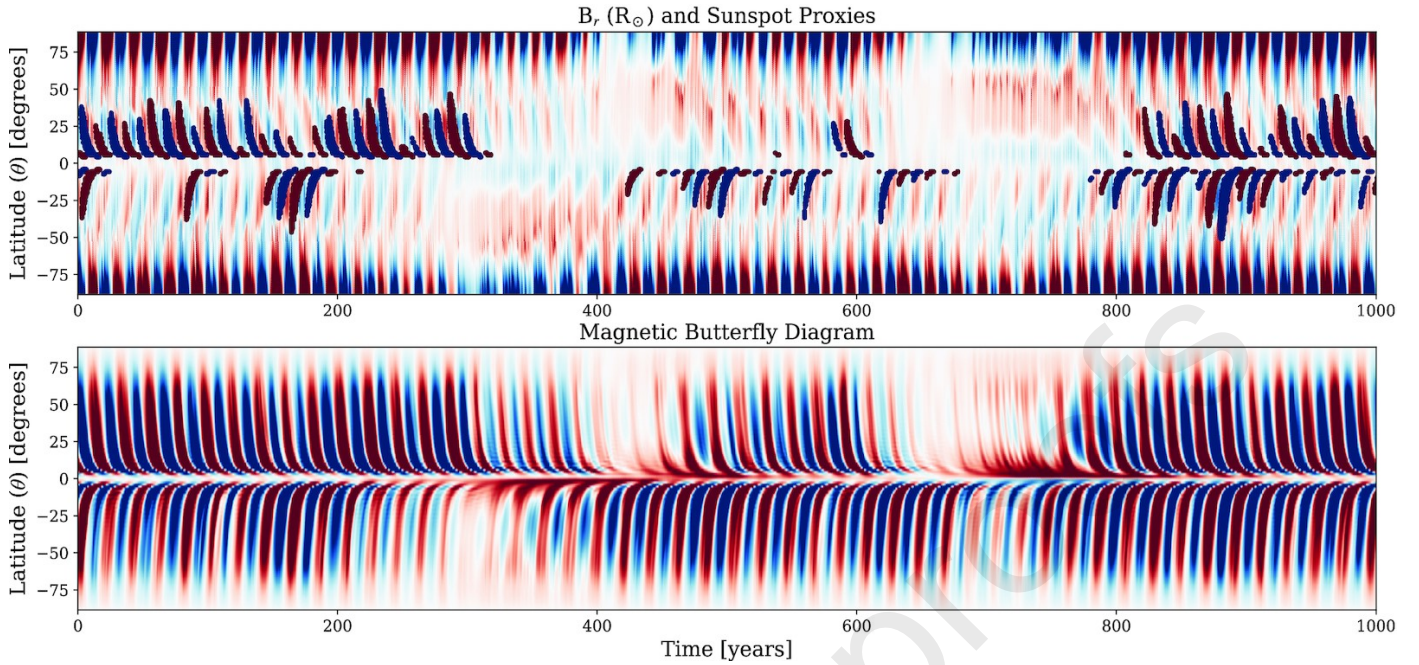 B_r (R_⊙) and Sunspot Proxies
Latitude (θ) [degrees]
75
50
25
0
−25
−50
−75
0 200 400 600 800 1000
Magnetic Butterfly Diagram
Latitude (θ) [degrees]
75
50
25
0
−25
−50
−75
0 200 400 600 800 1000
Time [years]